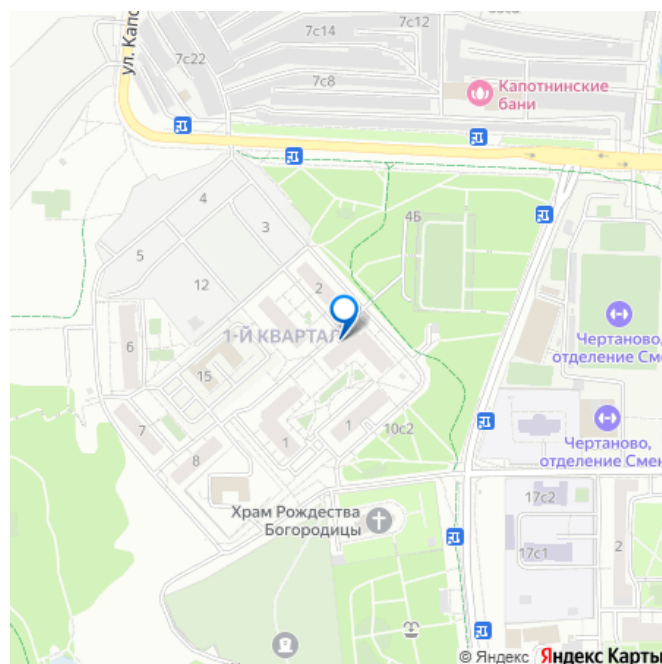 7с14
7с12
ул. Капо
7с22
7с8
Капотнинские
бани
4
4Б
3
5
12
2
1-Й КВАРТАЛ
6
15
Чертаново,
отделение Сме
7
8
1
1
10с2
Чертаново,
отделение Смен
Храм Рождества
Богородицы
17с2
17с1
2
© Яндекс Яндекс Карты